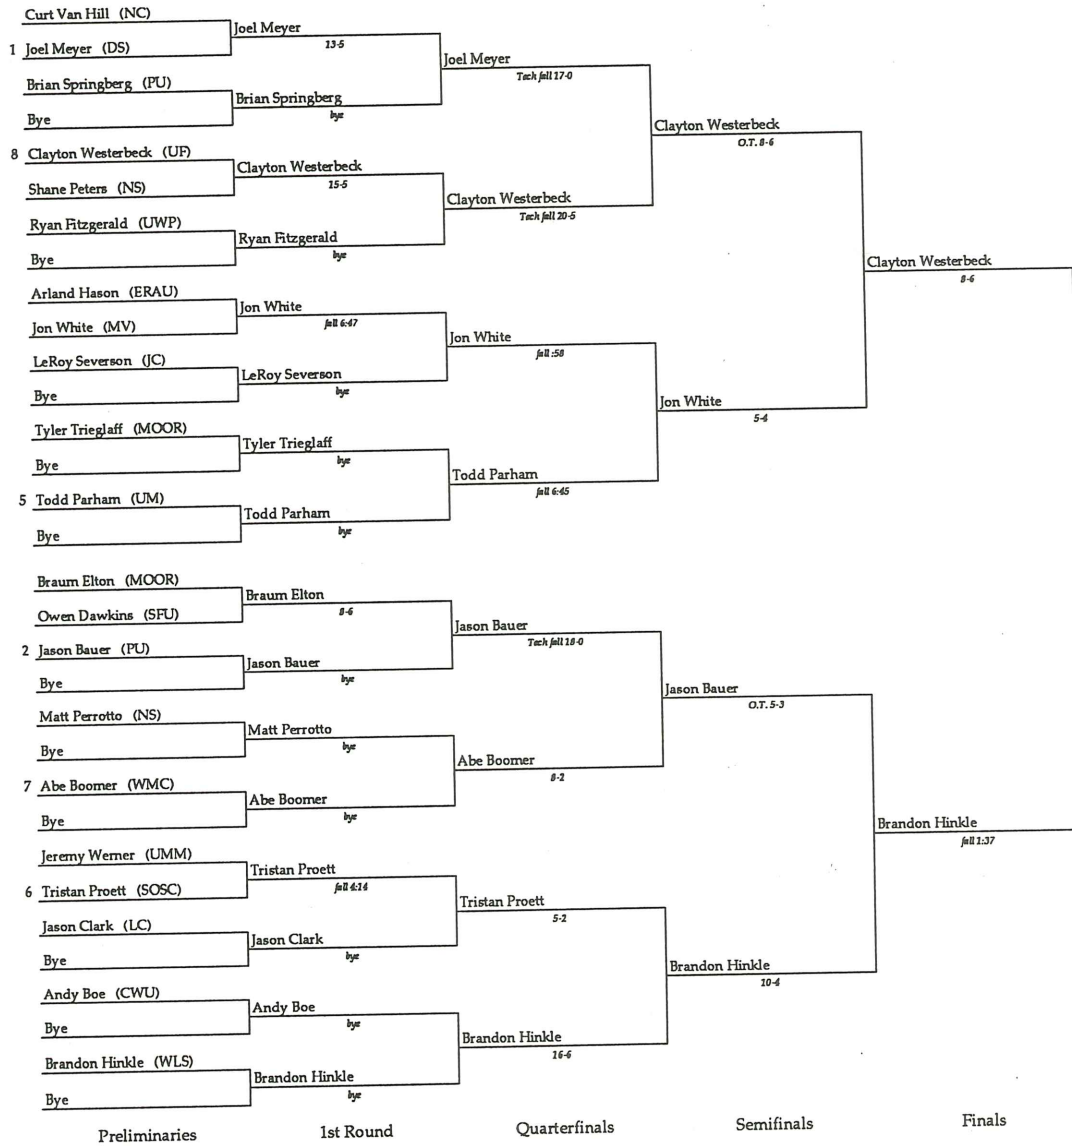 Curt Van Hill (NC)
1 Joel Meyer (DS)
Brian Springberg (PU)
Bye
8 Clayton Westerbeck (UF)
Shane Peters (NS)
Ryan Fitzgerald (UWP)
Bye
Arland Hason (ERAU)
Jon White (MV)
LeRoy Severson (JC)
Bye
Tyler Trieglaff (MOOR)
Bye
5 Todd Parham (UM)
Bye
Braum Elton (MOOR)
Owen Dawkins (SFU)
2 Jason Bauer (PU)
Bye
Matt Perrotto (NS)
Bye
7 Abe Boomer (WMC)
Bye
Jeremy Werner (UMM)
6 Tristan Proett (SOSC)
Jason Clark (LC)
Bye
Andy Boe (CWU)
Bye
Brandon Hinkle (WLS)
Bye
Preliminaries
Joel Meyer
13-5
Brian Springberg
bye
Clayton Westerbeck
15-5
Ryan Fitzgerald
bye
Jon White
fall 6:47
LeRoy Severson
bye
Tyler Trieglaff
bye
Todd Parham
bye
Braum Elton
8-6
Jason Bauer
bye
Matt Perrotto
bye
Abe Boomer
bye
Tristan Proett
fall 4:14
Jason Clark
bye
Andy Boe
bye
Brandon Hinkle
bye
1st Round
Joel Meyer
Tech fall 17-0
Clayton Westerbeck
Tech fall 20-5
Jon White
fall :58
Todd Parham
fall 6:45
Jason Bauer
Tech fall 18-0
Abe Boomer
8-2
Tristan Proett
5-2
Brandon Hinkle
16-6
Quarterfinals
Clayton Westerbeck
O.T. 8-6
Jon White
5-4
Jason Bauer
O.T. 5-3
Brandon Hinkle
10-4
Semifinals
Clayton Westerbeck
8-6
Brandon Hinkle
fall 1:37
Finals